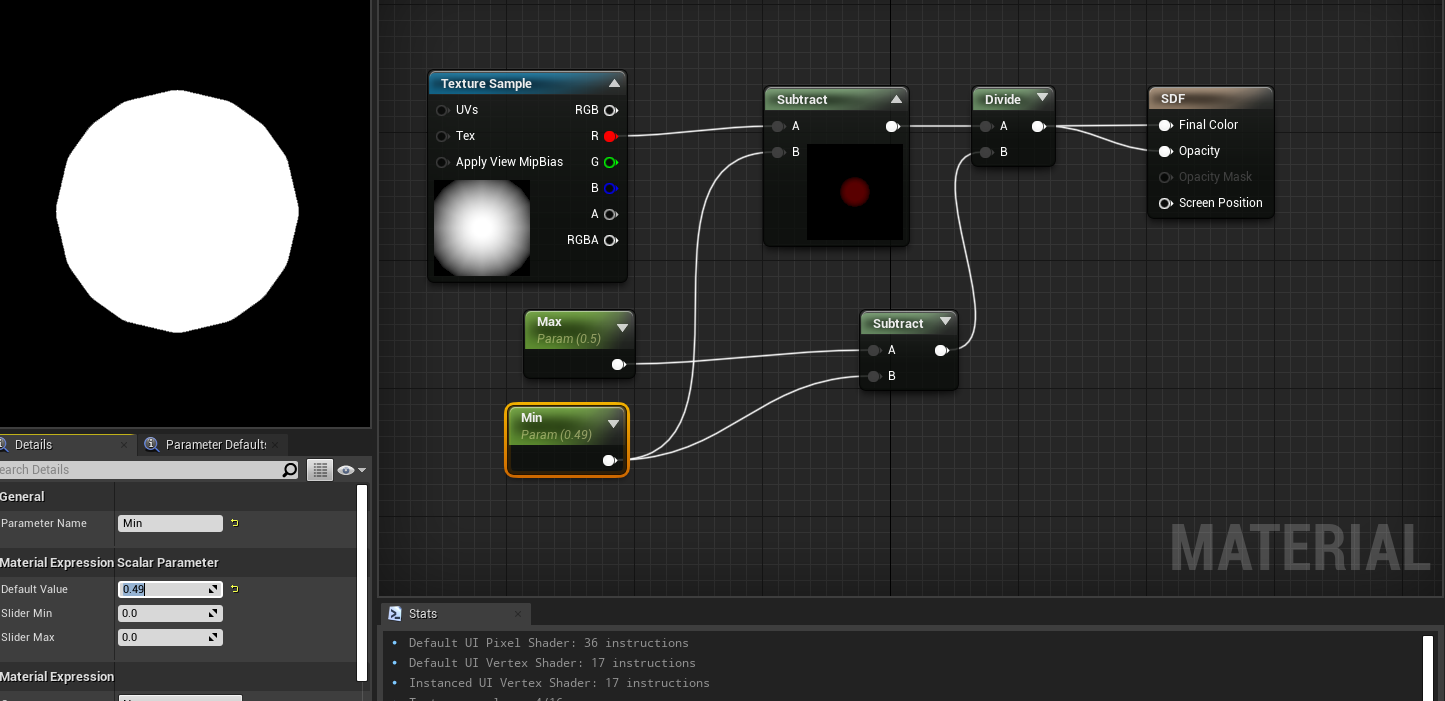 Texture Sample
UVs
RGB
Tex
R
Apply View MipBias
G
B
A
RGBA
Subtract
A
B
Divide
A
B
SDF
Final Color
Opacity
Opacity Mask
Screen Position
Max
Param (0.5)
Subtract
A
B
Min
Param (0.49)
MATERIAL
Details
Parameter Default
earch Details
General
Parameter Name
Min
Material Expression Scalar Parameter
Default Value
0.49
Slider Min
0.0
Slider Max
0.0
Material Expression
Stats
Default UI Pixel Shader: 36 instructions
Default UI Vertex Shader: 17 instructions
Instanced UI Vertex Shader: 17 instructions